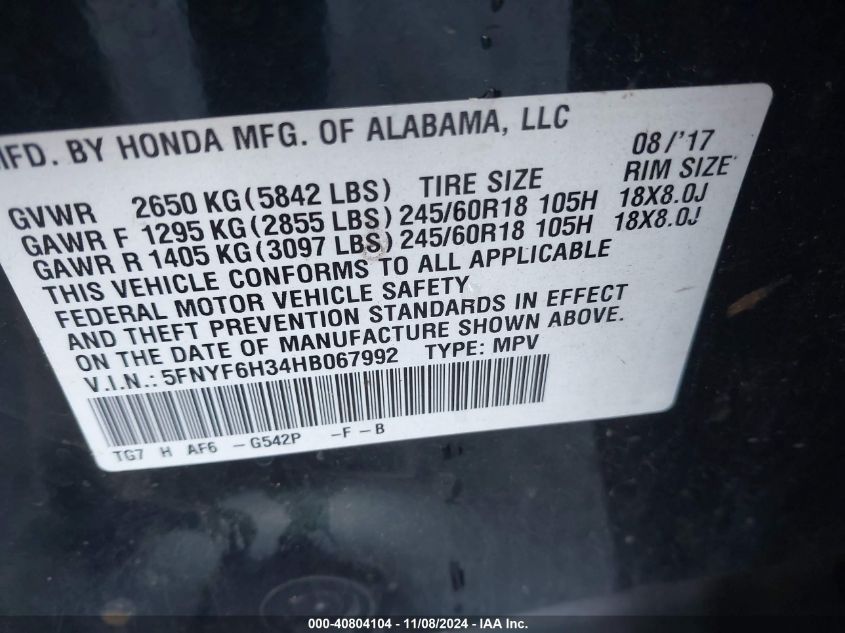 MFD. BY HONDA MFG. OF ALABAMA, LLC 08/'17
GVWR 2650 KG(5842 LBS) TIRE SIZE RIM SIZE
GAWR F 1295 KG(2855 LBS) 245/60R18 105H 18X8.0J
GAWR R 1405 KG(3097 LBS) 245/60R18 105H 18X8.0J
THIS VEHICLE CONFORMS TO ALL APPLICABLE
FEDERAL MOTOR VEHICLE SAFETY
AND THEFT PREVENTION STANDARDS IN EFFECT
ON THE DATE OF MANUFACTURE SHOWN ABOVE.
V.I.N.: 5FNYF6H34HB067992 TYPE: MPV
TG7 H AF6 -G542P -F-B
000-40804104 - 11/08/2024 - IAA Inc.